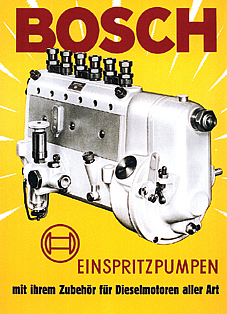 BOSCH
EINSPRITZPUMPEN
mit ihrem Zubehör für Dieselmotoren aller Art